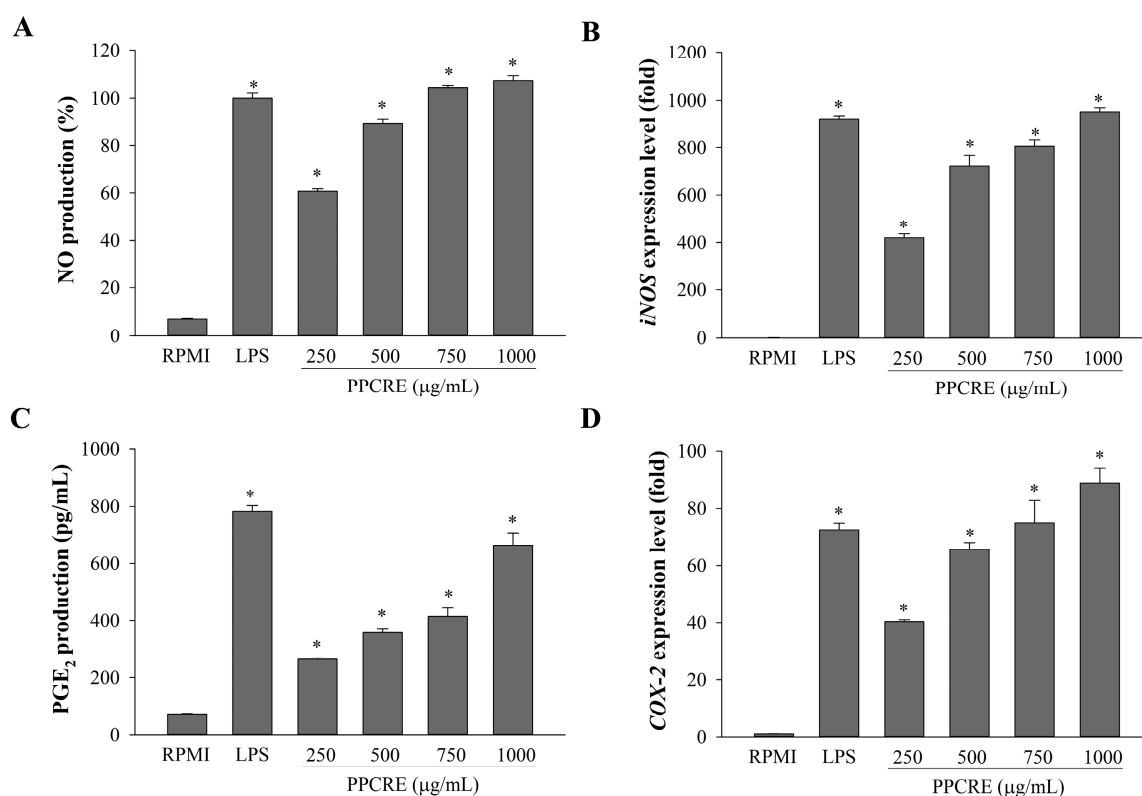 A
NO production (%)
120
100
80
60
40
20
0
* * * * *
RPMI LPS 250 500 750 1000
PPCRE (μg/mL)
B
iNOS expression level (fold)
1200
1000
800
600
400
200
0
* * * * *
RPMI LPS 250 500 750 1000
PPCRE (μg/mL)
C
PGE₂ production (pg/mL)
1000
800
600
400
200
0
* * * * *
RPMI LPS 250 500 750 1000
PPCRE (μg/mL)
D
COX-2 expression level (fold)
100
80
60
40
20
0
* * * * *
RPMI LPS 250 500 750 1000
PPCRE (μg/mL)